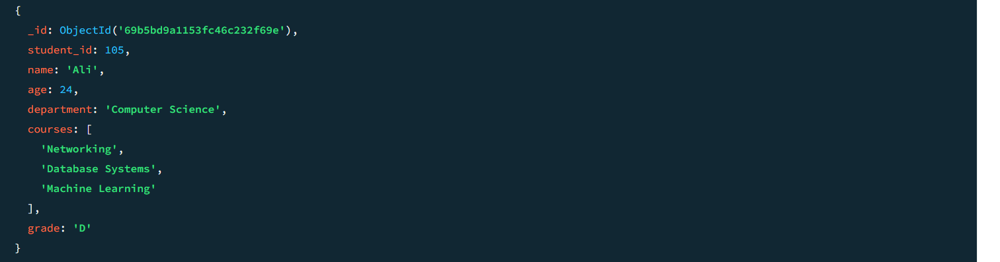 {
_id: ObjectId('69b5bd9a1153fc46c232f69e'),
student_id: 105,
name: 'Ali',
age: 24,
department: 'Computer Science',
courses: [
'Networking',
'Database Systems',
'Machine Learning'
],
grade: 'D'
}